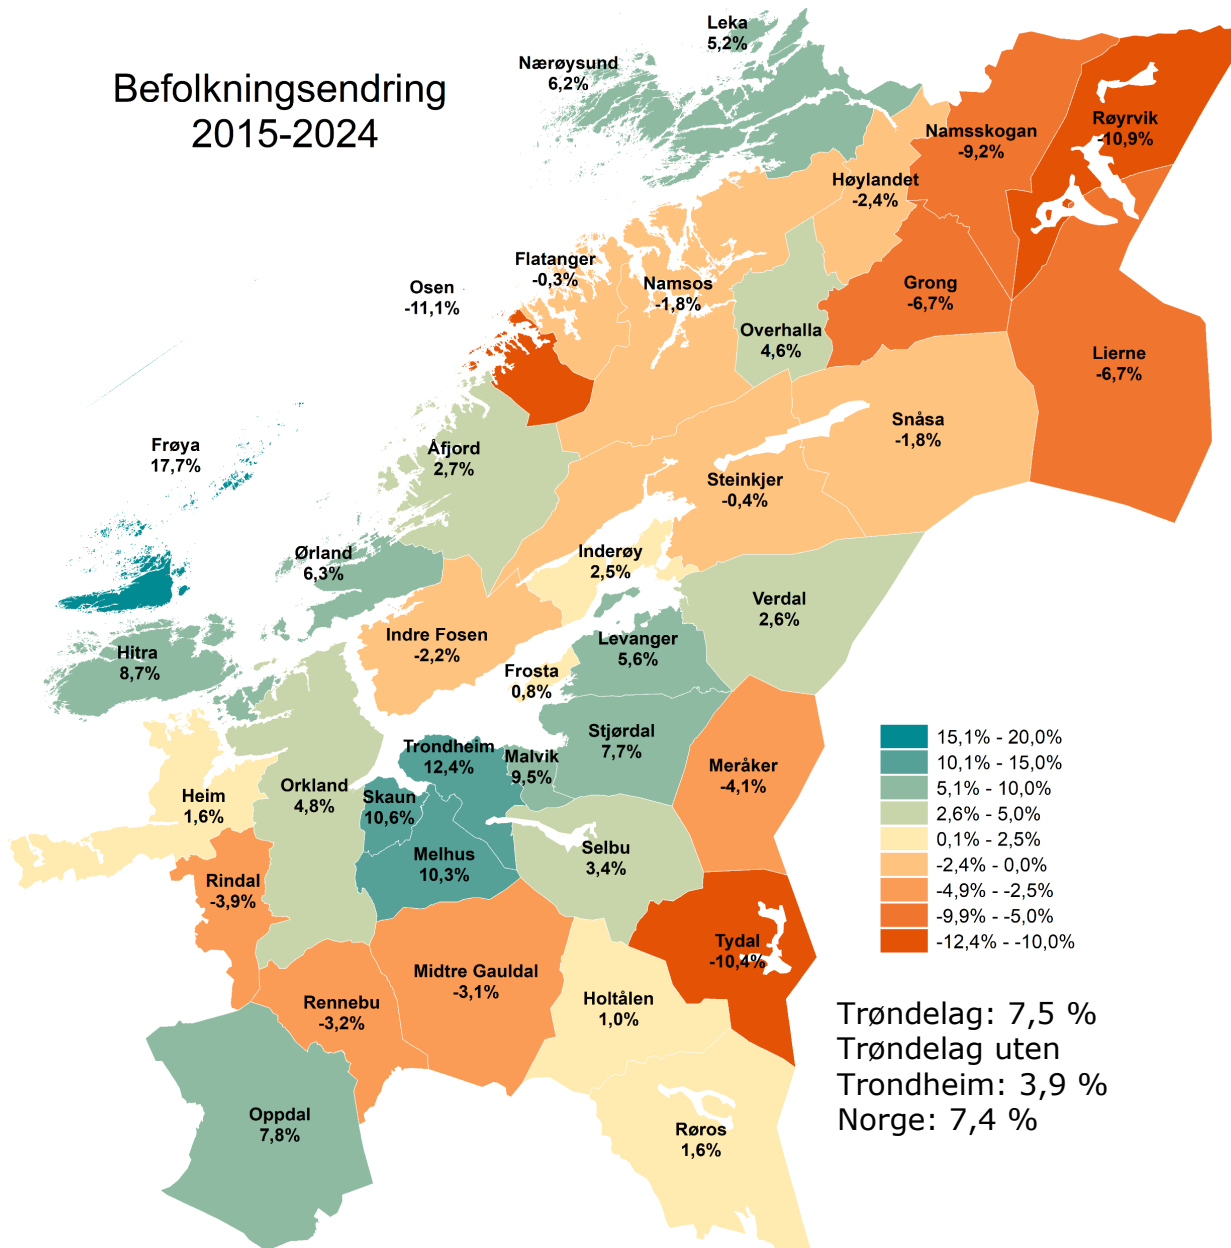 Befolkningsendring
2015-2024
Leka
5,2%
Nærøysund
6,2%
Namsskogan
-9,2%
Røyrvik
-10,9%
Høylandet
-2,4%
Flatanger
-0,3%
Osen
-11,1%
Namsos
-1,8%
Grong
-6,7%
Overhalla
4,6%
Lierne
-6,7%
Snåsa
-1,8%
Frøya
17,7%
Åfjord
2,7%
Steinkjer
-0,4%
Ørland
6,3%
Inderøy
2,5%
Verdal
2,6%
Indre Fosen
-2,2%
Levanger
5,6%
Hitra
8,7%
Frosta
0,8%
Stjørdal
7,7%
Trondheim
12,4%
Malvik
9,5%
Meråker
-4,1%
Orkland
4,8%
Skaun
10,6%
Heim
1,6%
Melhus
10,3%
Selbu
3,4%
Rindal
-3,9%
Tydal
-10,4%
Midtre Gauldal
-3,1%
Rennebu
-3,2%
Holtålen
1,0%
Oppdal
7,8%
Røros
1,6%
15,1% - 20,0%
10,1% - 15,0%
5,1% - 10,0%
2,6% - 5,0%
0,1% - 2,5%
-2,4% - 0,0%
-4,9% - -2,5%
-9,9% - -5,0%
-12,4% - -10,0%
Trøndelag: 7,5 %
Trøndelag uten
Trondheim: 3,9 %
Norge: 7,4 %